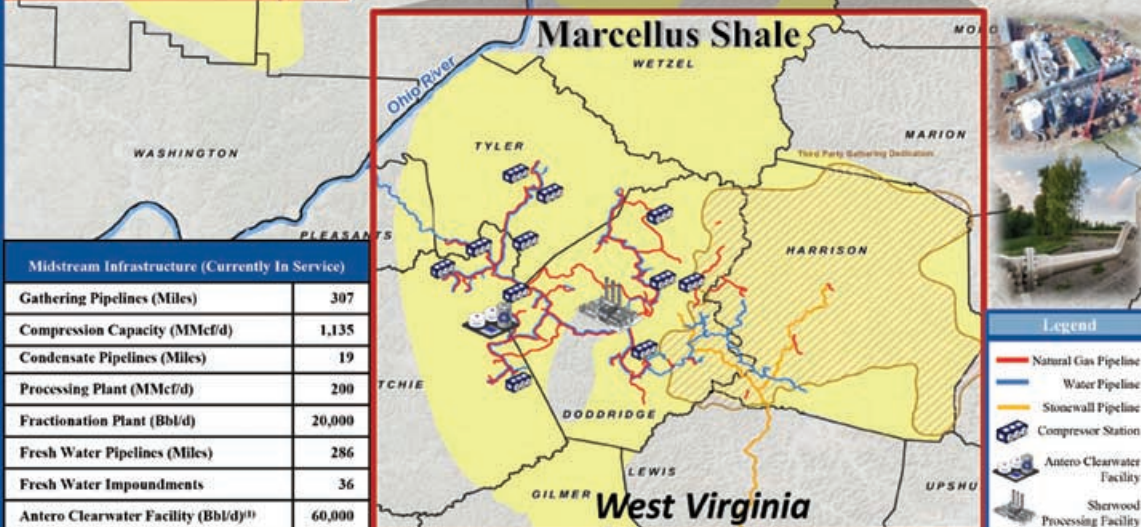 Marcellus Shale
WETZEL
Ohio River
MARION
WASHINGTON
TYLER
Third Party Gathering Dedication
PLEASANTS
HARRISON
TCHIE
DODDRIDGE
LEWIS
GILMER
UPSHU
West Virginia
Midstream Infrastructure (Currently In Service)
Gathering Pipelines (Miles) 307
Compression Capacity (MMcf/d) 1,135
Condensate Pipelines (Miles) 19
Processing Plant (MMcf/d) 200
Fractionation Plant (Bbl/d) 20,000
Fresh Water Pipelines (Miles) 286
Fresh Water Impoundments 36
Antero Clearwater Facility (Bbl/d)⁽¹⁾ 60,000
Legend
Natural Gas Pipeline
Water Pipeline
Stonewall Pipeline
Compressor Station
Antero Clearwater
Facility
Sherwood
Processing Facility